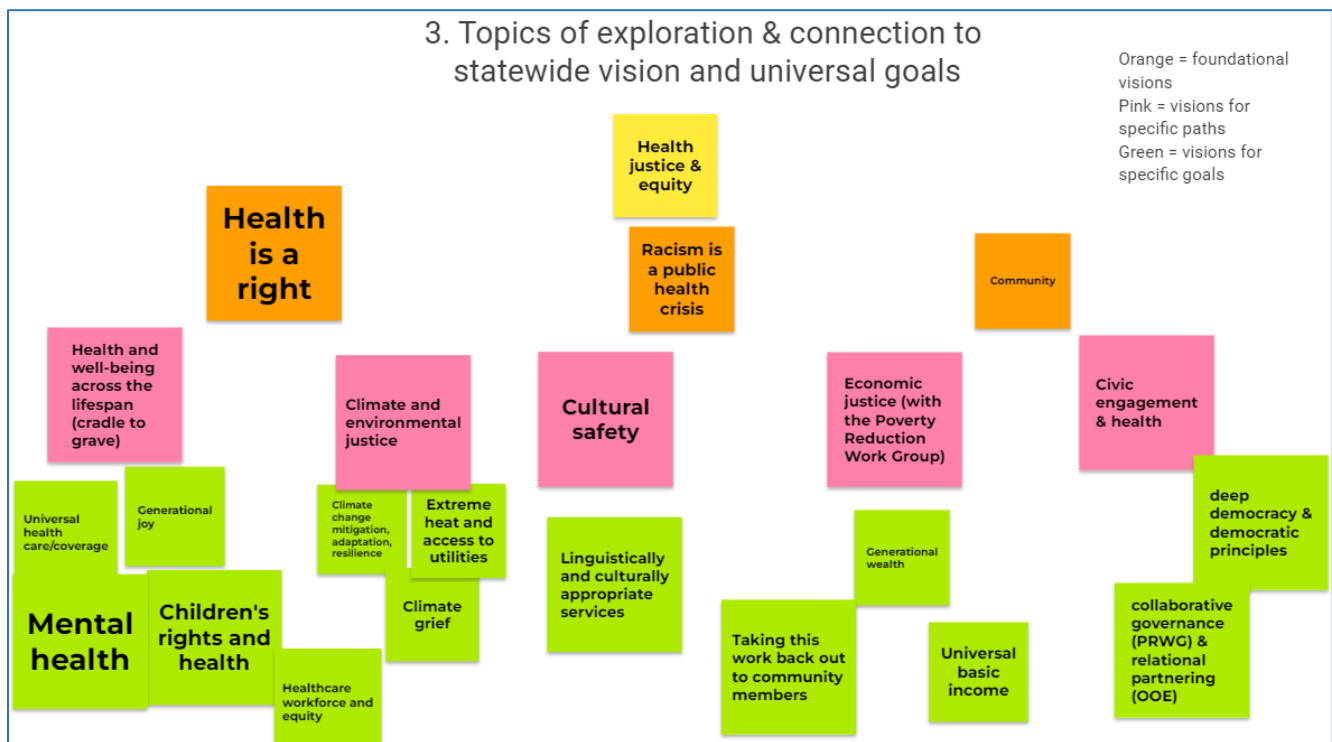 3. Topics of exploration & connection to
statewide vision and universal goals
Orange = foundational
visions
Pink = visions for
specific paths
Green = visions for
specific goals
Health
justice &
equity
Health
is a
right
Racism is
a public
health
crisis
Community
Health and
well-being
across the
lifespan
(cradle to
grave)
Climate and
environmental
justice
Cultural
safety
Economic
justice (with
the Poverty
Reduction
Work Group)
Civic
engagement
& health
Universal
health
care/coverage
Generational
joy
Climate
change
mitigation,
adaptation,
resilience
Extreme
heat and
access to
utilities
Linguistically
and culturally
appropriate
services
Generational
wealth
deep
democracy &
democratic
principles
Mental
health
Children's
rights and
health
Climate
grief
Healthcare
workforce and
equity
Taking this
work back out
to community
members
Universal
basic
income
collaborative
governance
(PRWG) &
relational
partnering
(OOE)